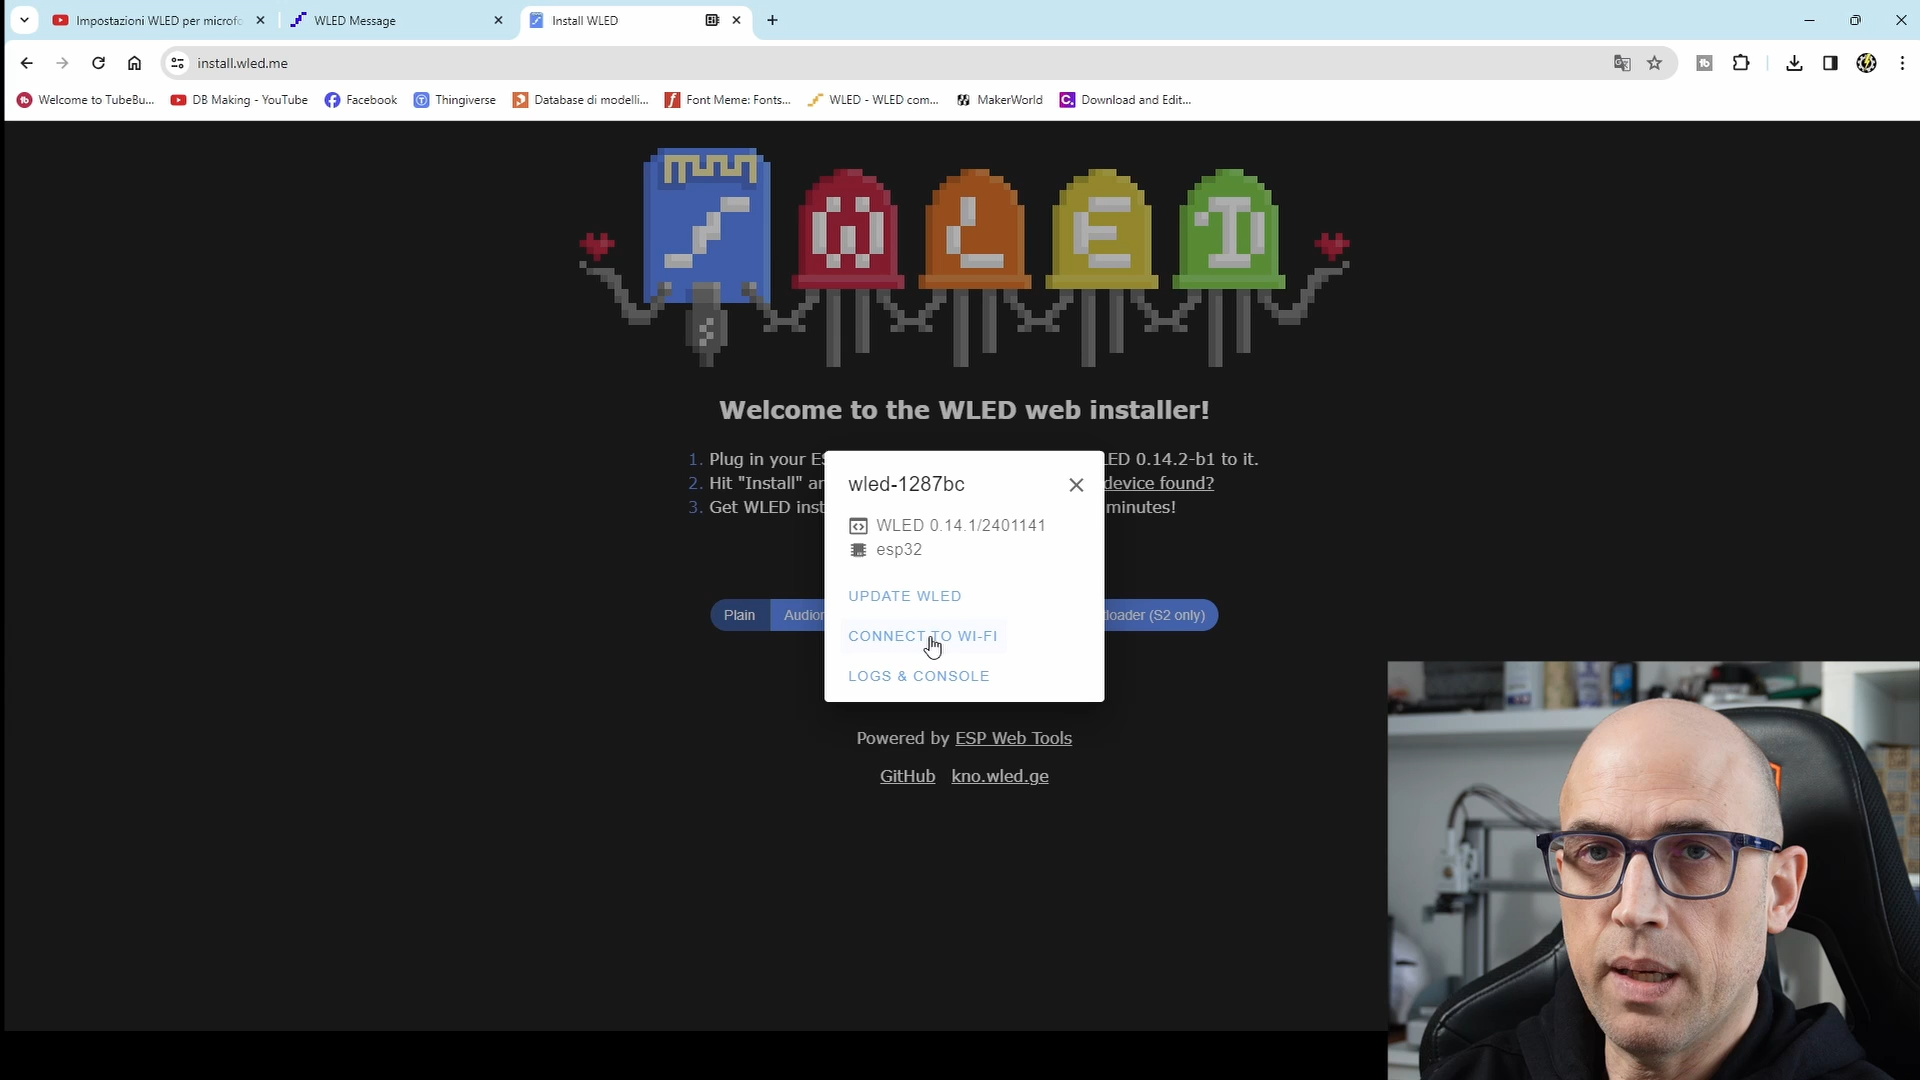 Impostazioni WLED per microfo
WLED Message
Install WLED
install.wled.me
Welcome to TubeBu...
DB Making - YouTube
Facebook
Thingiverse
Database di modelli...
Font Meme: Fonts...
WLED - WLED com...
MakerWorld
Download and Edit...
WLED
Welcome to the WLED web installer!
1. Plug in your ES
LED 0.14.2-b1 to it.
2. Hit "Install" ar
device found?
3. Get WLED inst
minutes!
wled-1287bc
WLED 0.14.1/2401141
esp32
UPDATE WLED
Plain
Audior
loader (S2 only)
CONNECT TO WI-FI
LOGS & CONSOLE
Powered by ESP Web Tools
GitHub kno.wled.ge